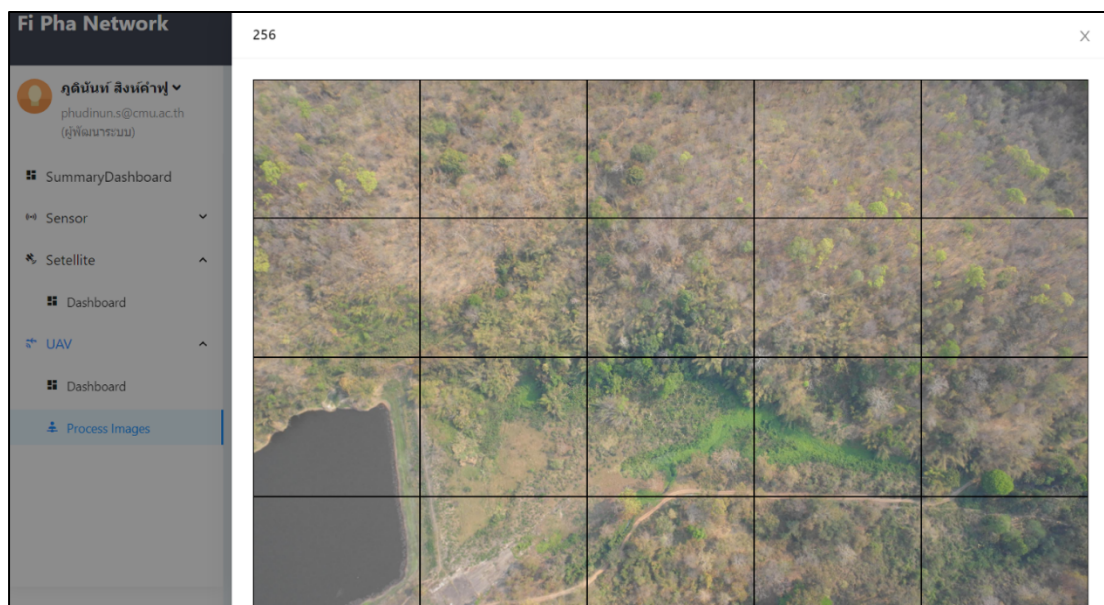 Fi Pha Network
ภูดินันท์ สิงห์คำฟู
phudinun.s@cmu.ac.th
(ผู้พัฒนาระบบ)
SummaryDashboard
Sensor
Setellite
Dashboard
UAV
Dashboard
Process Images
256